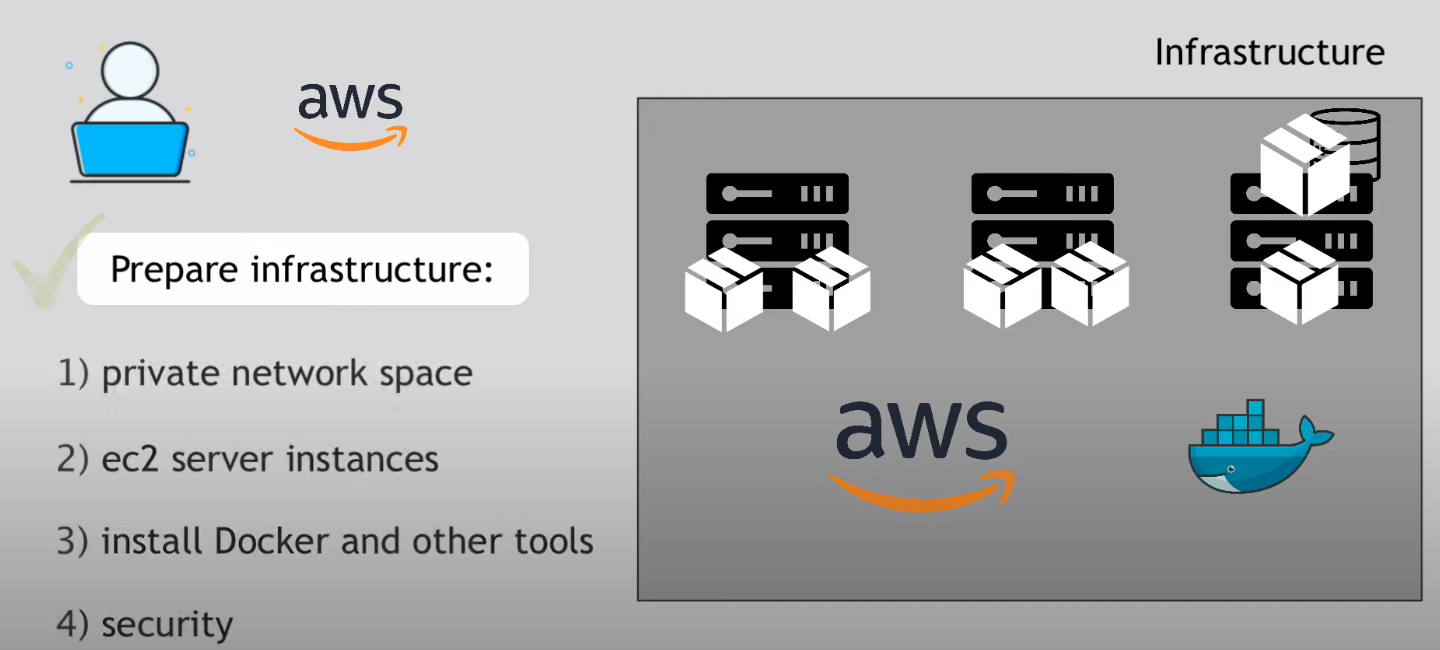 Infrastructure
aws
Prepare infrastructure:
1) private network space
2) ec2 server instances
3) install Docker and other tools
4) security
aws